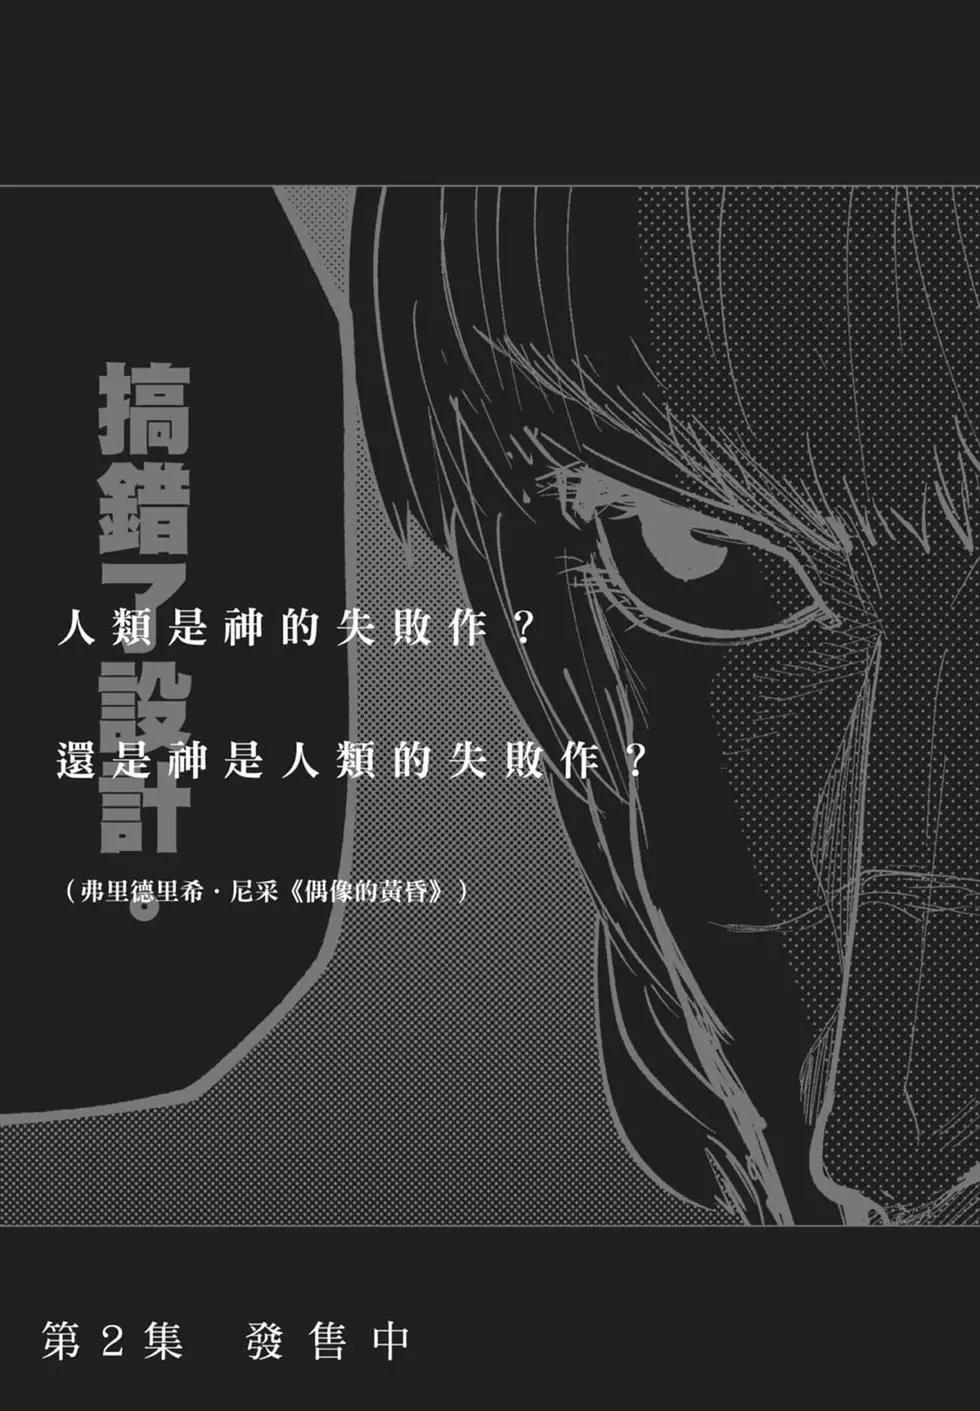 搞錯了設計。
人類是神的失敗作？
還是神是人類的失敗作？
（弗里德里希・尼采《偶像的黃昏》）
第2集 發售中